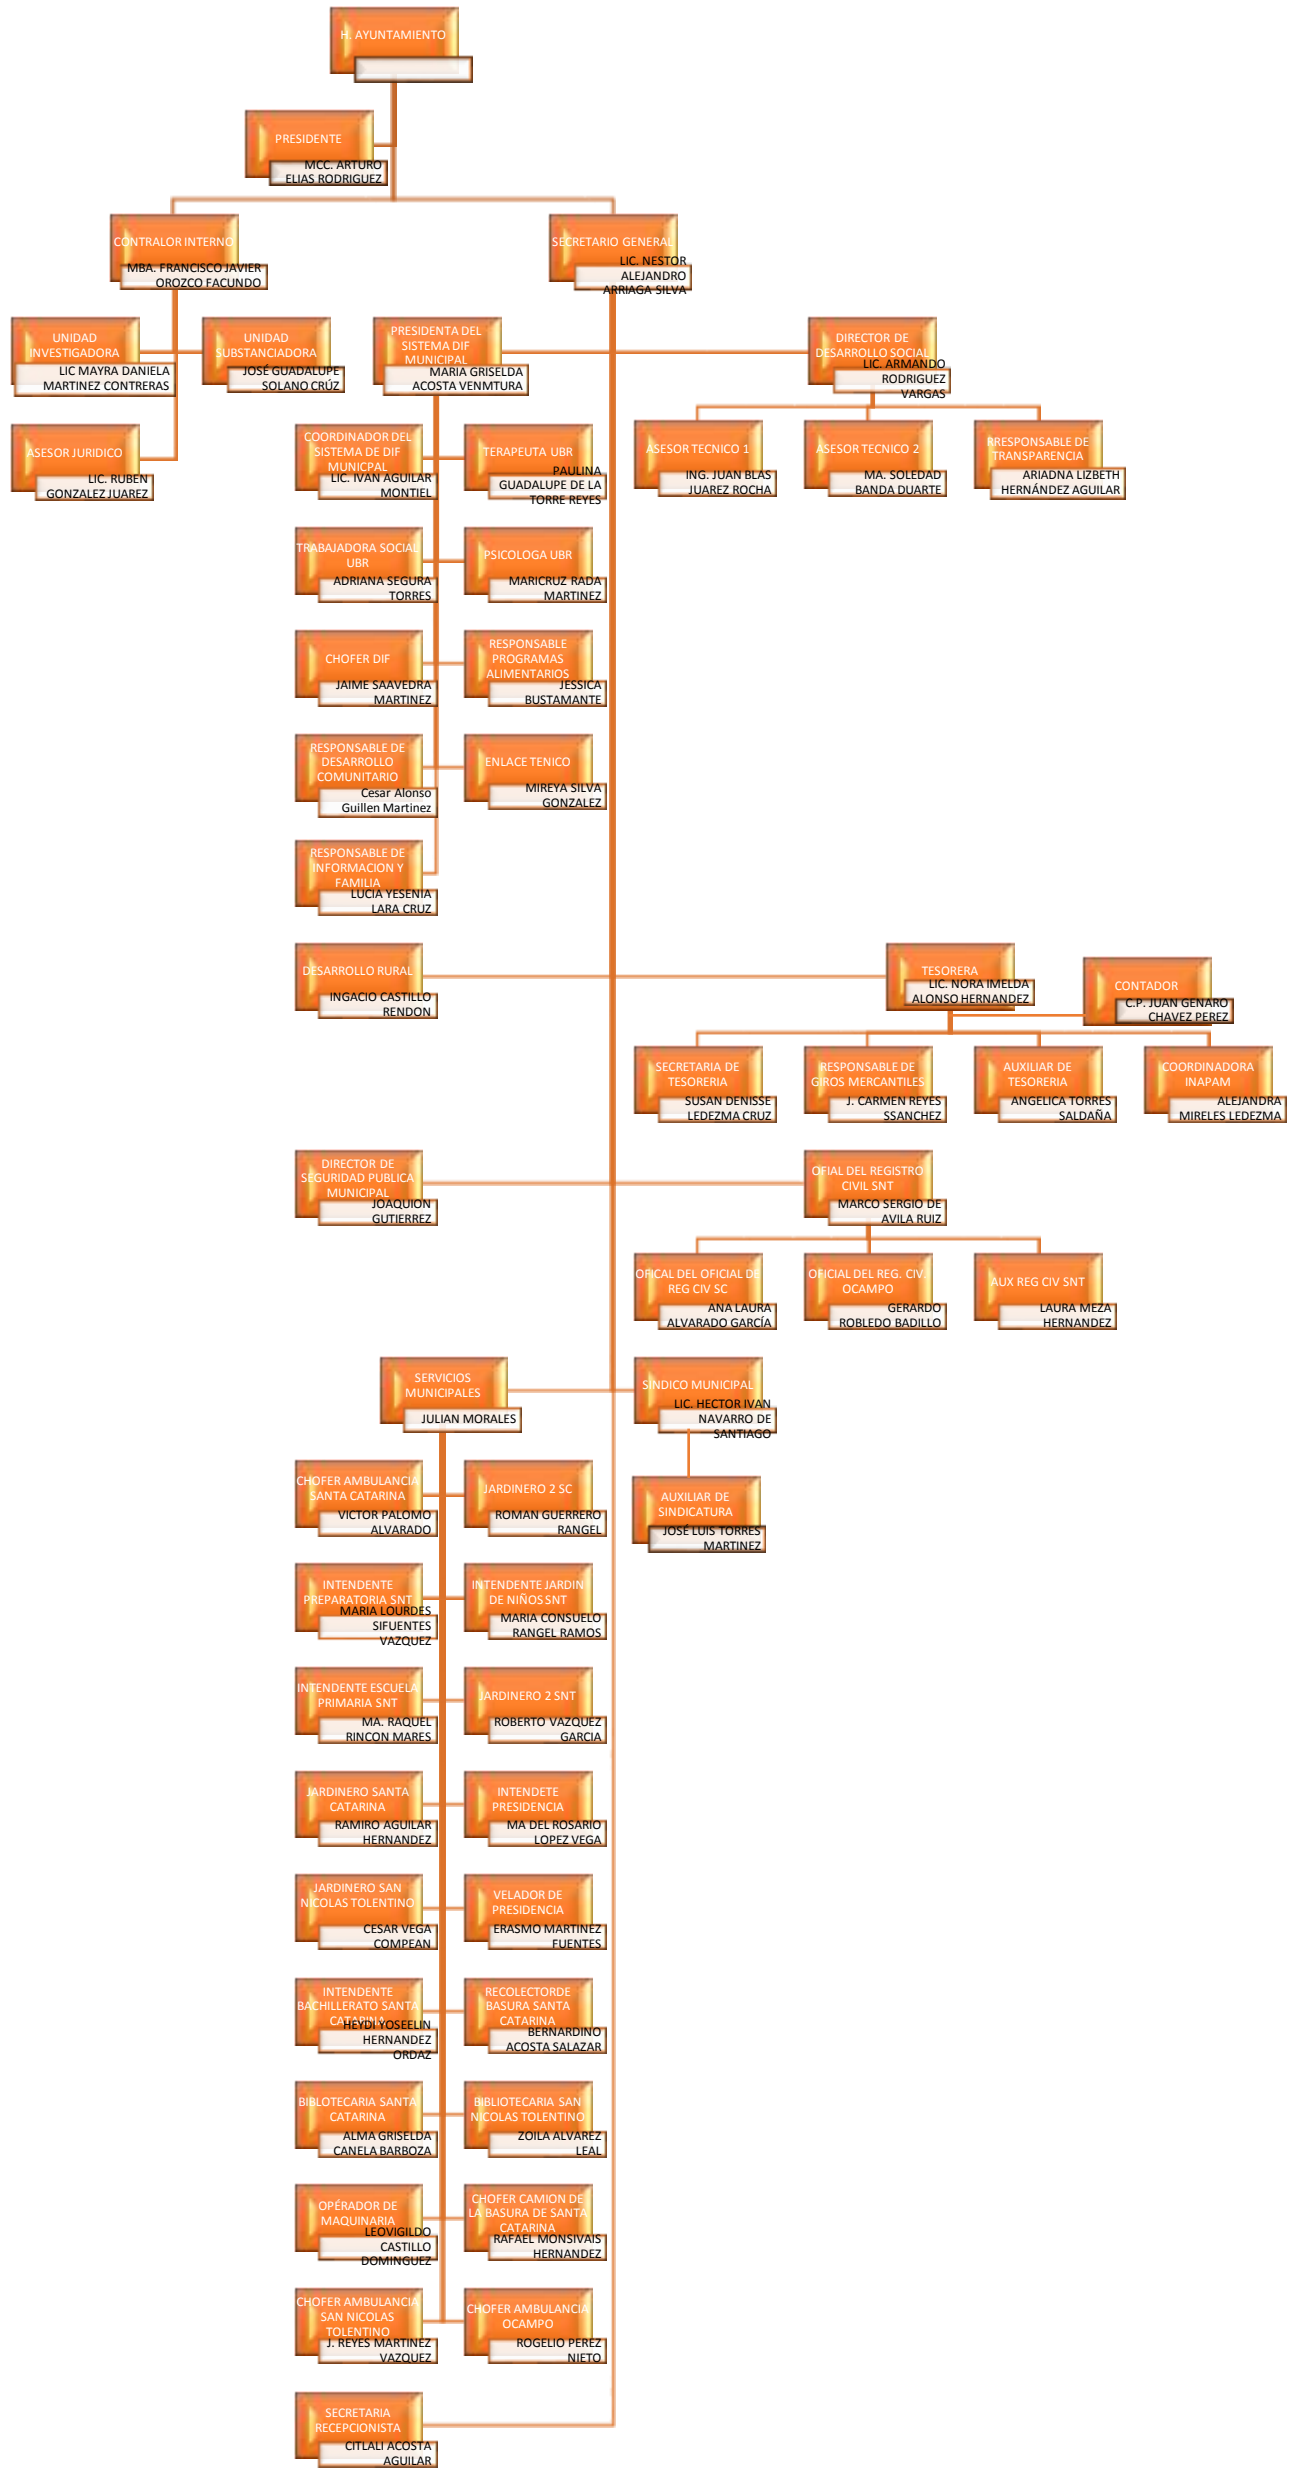 H. AYUNTAMIENTO
PRESIDENTE
MCC. ARTURO
ELIAS RODRIGUEZ
CONTRALOR INTERNO
MBA. FRANCISCO JAVIER
OROZCO FACUNDO
SECRETARIO GENERAL
LIC. NESTOR
ALEJANDRO
ARRIAGA SILVA
UNIDAD
INVESTIGADORA
LIC MAYRA DANIELA
MARTINEZ CONTRERAS
UNIDAD
SUBSTANCIADORA
JOSÉ GUADALUPE
SOLANO CRÚZ
PRESIDENTA DEL
SISTEMA DIF
MUNICIPAL
MARIA GRISELDA
ACOSTA VENMTURA
DIRECTOR DE
DESARROLLO SOCIAL
LIC. ARMANDO
RODRIGUEZ
VARGAS
ASESOR JURIDICO
LIC. RUBEN
GONZALEZ JUAREZ
COORDINADOR DEL
SISTEMA DE DIF
MUNICPAL
LIC. IVAN AGUILAR
MONTIEL
TERAPEUTA UBR
PAULINA
GUADALUPE DE LA
TORRE REYES
ASESOR TECNICO 1
ING. JUAN BLAS
JUAREZ ROCHA
ASESOR TECNICO 2
MA. SOLEDAD
BANDA DUARTE
RRESPONSABLE DE
TRANSPARENCIA
ARIADNA LIZBETH
HERNÁNDEZ AGUILAR
TRABAJADORA SOCIAL
UBR
ADRIANA SEGURA
TORRES
PSICOLOGA UBR
MARICRUZ RADA
MARTINEZ
CHOFER DIF
JAIME SAAVEDRA
MARTINEZ
RESPONSABLE
PROGRAMAS
ALIMENTARIOS
JESSICA
BUSTAMANTE
RESPONSABLE DE
DESARROLLO
COMUNITARIO
Cesar Alonso
Guillen Martinez
ENLACE TENICO
MIREYA SILVA
GONZALEZ
RESPONSABLE DE
INFORMACION Y
FAMILIA
LUCIA YESENIA
LARA CRUZ
DESARROLLO RURAL
INGACIO CASTILLO
RENDON
TESORERA
LIC. NORA IMELDA
ALONSO HERNANDEZ
CONTADOR
C.P. JUAN GENARO
CHAVEZ PEREZ
SECRETARIA DE
TESORERIA
SUSAN DENISSE
LEDEZMA CRUZ
RESPONSABLE DE
GIROS MERCANTILES
J. CARMEN REYES
SSANCHEZ
AUXILIAR DE
TESORERIA
ANGELICA TORRES
SALDAÑA
COORDINADORA
INAPAM
ALEJANDRA
MIRELES LEDEZMA
DIRECTOR DE
SEGURIDAD PUBLICA
MUNICIPAL
JOAQUION
GUTIERREZ
OFIAL DEL REGISTRO
CIVIL SNT
MARCO SERGIO DE
AVILA RUIZ
OFICAL DEL OFICIAL DE
REG CIV SC
ANA LAURA
ALVARADO GARCÍA
OFICIAL DEL REG. CIV.
OCAMPO
GERARDO
ROBLEDO BADILLO
AUX REG CIV SNT
LAURA MEZA
HERNANDEZ
SERVICIOS
MUNICIPALES
JULIAN MORALES
SINDICO MUNICIPAL
LIC. HECTOR IVAN
NAVARRO DE
SANTIAGO
CHOFER AMBULANCIA
SANTA CATARINA
VICTOR PALOMO
ALVARADO
JARDINERO 2 SC
ROMAN GUERRERO
RANGEL
AUXILIAR DE
SINDICATURA
JOSÉ LUIS TORRES
MARTINEZ
INTENDENTE
PREPARATORIA SNT
MARIA LOURDES
SIFUENTES
VAZQUEZ
INTENDENTE JARDIN
DE NIÑOS SNT
MARIA CONSUELO
RANGEL RAMOS
INTENDENTE ESCUELA
PRIMARIA SNT
MA. RAQUEL
RINCON MARES
JARDINERO 2 SNT
ROBERTO VAZQUEZ
GARCIA
JARDINERO SANTA
CATARINA
RAMIRO AGUILAR
HERNANDEZ
INTENDETE
PRESIDENCIA
MA DEL ROSARIO
LOPEZ VEGA
JARDINERO SAN
NICOLAS TOLENTINO
CESAR VEGA
COMPEAN
VELADOR DE
PRESIDENCIA
ERASMO MARTINEZ
FUENTES
INTENDENTE
BACHILLERATO SANTA
CATARINA
HEYDI YOSEELIN
HERNANDEZ
ORDAZ
RECOLECTORDE
BASURA SANTA
CATARINA
BERNARDINO
ACOSTA SALAZAR
BIBLOTECARIA SANTA
CATARINA
ALMA GRISELDA
CANELA BARBOZA
BIBLIOTECARIA SAN
NICOLAS TOLENTINO
ZOILA ALVAREZ
LEAL
OPÉRADOR DE
MAQUINARIA
LEOVIGILDO
CASTILLO
DOMINGUEZ
CHOFER CAMION DE
LA BASURA DE SANTA
CATARINA
RAFAEL MONSIVAIS
HERNANDEZ
CHOFER AMBULANCIA
SAN NICOLAS
TOLENTINO
J. REYES MARTINEZ
VAZQUEZ
CHOFER AMBULANCIA
OCAMPO
ROGELIO PEREZ
NIETO
SECRETARIA
RECEPCIONISTA
CITLALI ACOSTA
AGUILAR